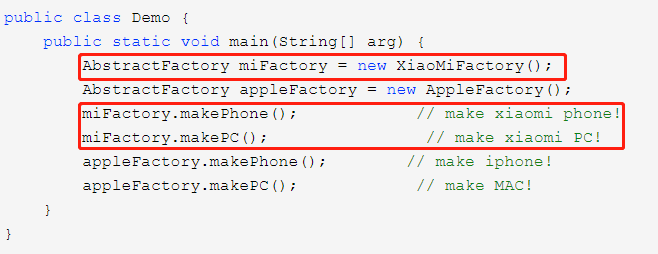 public class Demo {
    public static void main(String[] arg) {
        AbstractFactory miFactory = new XiaoMiFactory();
        AbstractFactory appleFactory = new AppleFactory();
        miFactory.makePhone();            // make xiaomi phone!
        miFactory.makePC();                // make xiaomi PC!
        appleFactory.makePhone();        // make iphone!
        appleFactory.makePC();            // make MAC!
    }
}